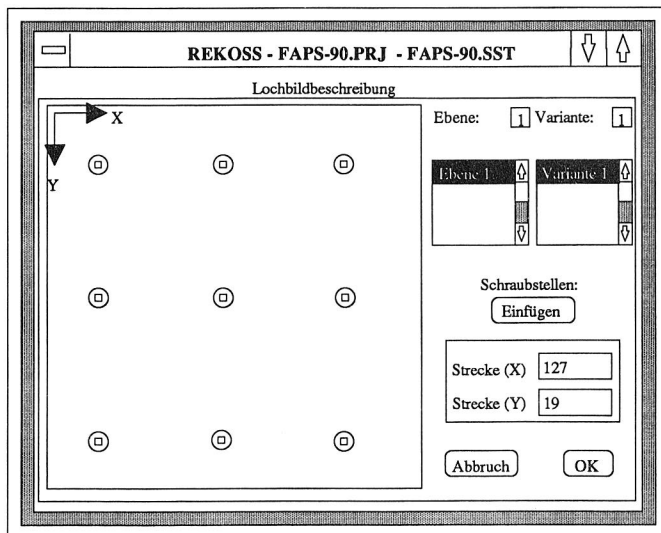 REKOSS - FAPS-90.PRJ - FAPS-90.SST
Lochbildbeschreibung
X
Y
Ebene: 1 Variante: 1
Ebene 1 Variante 1
Schraubstellen:
Einfügen
Strecke (X) 127
Strecke (Y) 19
Abbruch OK